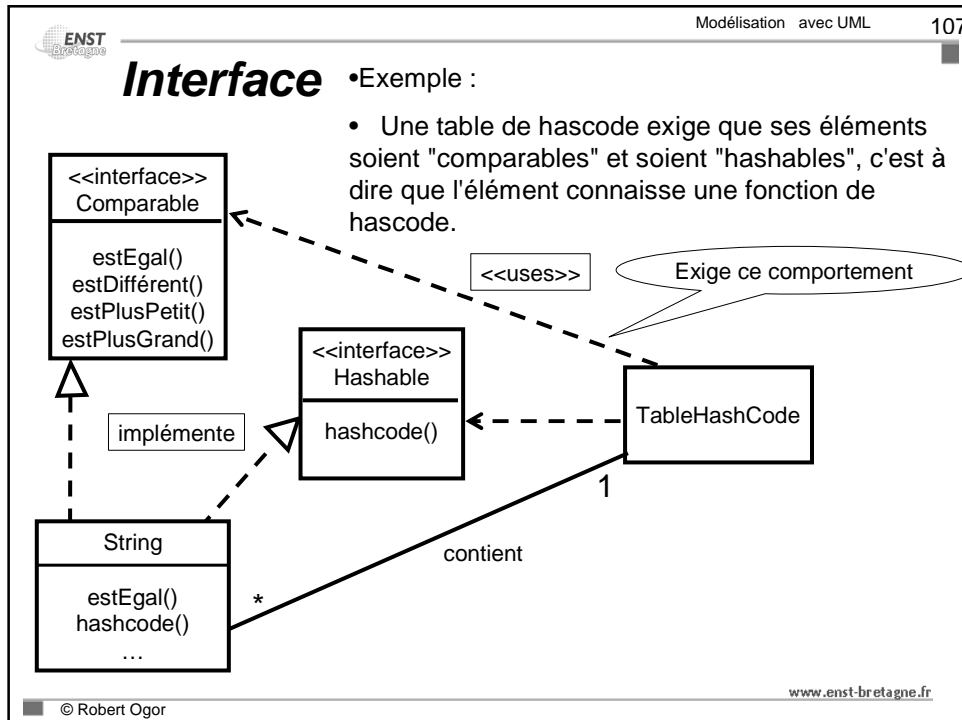 ENST
Bretagne
Modélisation avec UML
107
Interface
•Exemple :
• Une table de hascode exige que ses éléments
soient "comparables" et soient "hashables", c'est à
dire que l'élément connaisse une fonction de
hascode.
<<interface>>
Comparable
estEgal()
estDifférent()
estPlusPetit()
estPlusGrand()
<<uses>>
Exige ce comportement
<<interface>>
Hashable
hashcode()
TableHashCode
implémente
1
contient
*
String
estEgal()
hashcode()
…
www.enst-bretagne.fr
© Robert Ogor